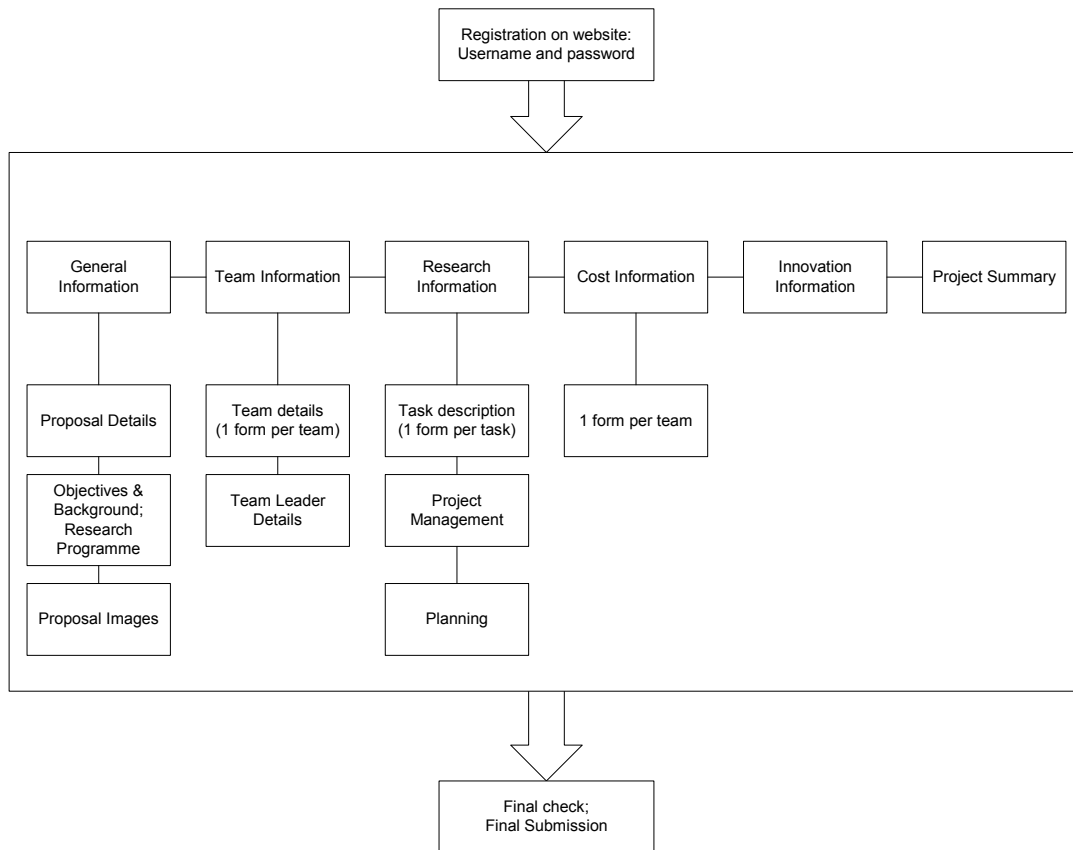 Registration on website:
Username and password
General
Information
Team Information
Research
Information
Cost Information
Innovation
Information
Project Summary
Proposal Details
Team details
(1 form per team)
Task description
(1 form per task)
1 form per team
Objectives &
Background;
Research
Programme
Team Leader
Details
Project
Management
Proposal Images
Planning
Final check;
Final Submission